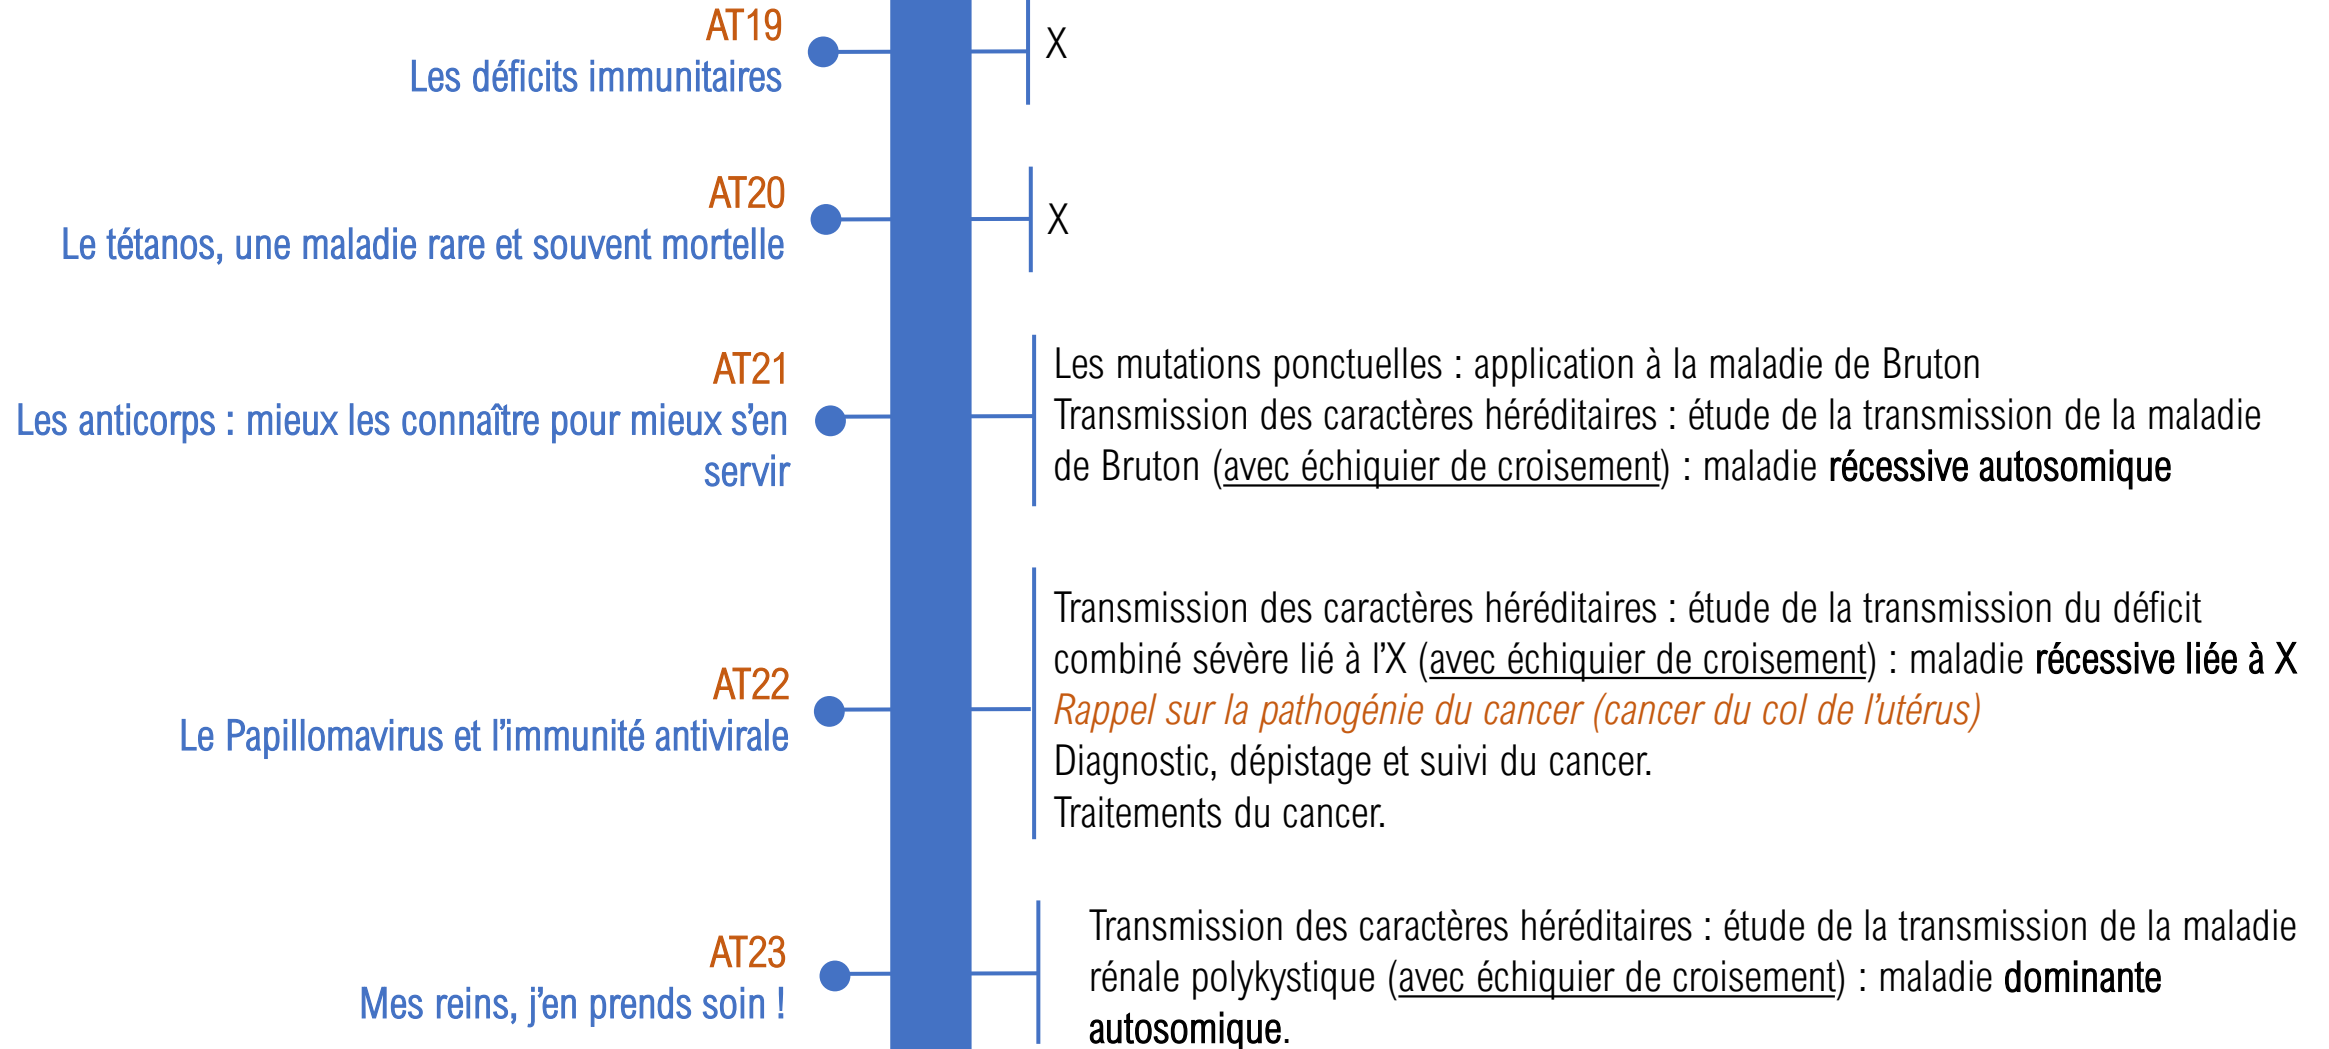 AT19
Les déficits immunitaires
X
AT20
Le tétanos, une maladie rare et souvent mortelle
X
AT21
Les anticorps : mieux les connaître pour mieux s’en
servir
Les mutations ponctuelles : application à la maladie de Bruton
Transmission des caractères héréditaires : étude de la transmission de la maladie
de Bruton (avec échiquier de croisement) : maladie récessive autosomique
AT22
Le Papillomavirus et l’immunité antivirale
Transmission des caractères héréditaires : étude de la transmission du déficit
combiné sévère lié à l’X (avec échiquier de croisement) : maladie récessive liée à X
Rappel sur la pathogénie du cancer (cancer du col de l’utérus)
Diagnostic, dépistage et suivi du cancer.
Traitements du cancer.
AT23
Mes reins, j’en prends soin !
Transmission des caractères héréditaires : étude de la transmission de la maladie
rénale polykystique (avec échiquier de croisement) : maladie dominante
autosomique.